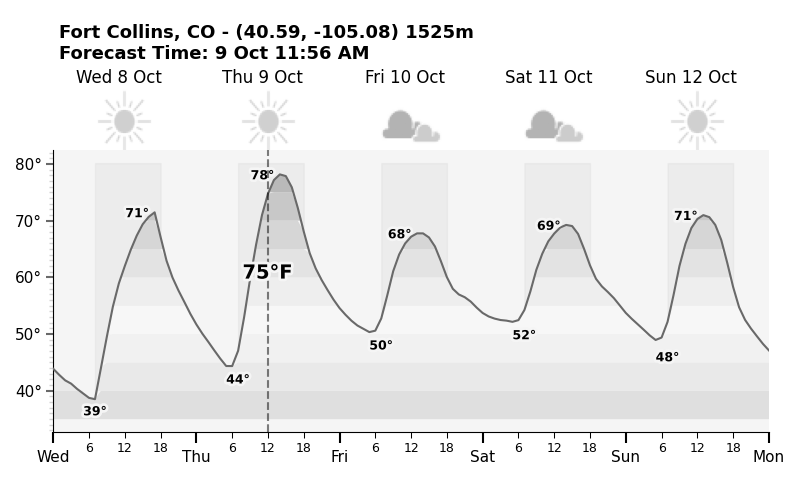 Fort Collins, CO - (40.59, -105.08) 1525m
Forecast Time: 9 Oct 11:56 AM
Wed 8 Oct Thu 9 Oct Fri 10 Oct Sat 11 Oct Sun 12 Oct
80°
78°
71° 71°
70°
69°
68°
75°F
60°
52°
50°
50°
48°
44°
40°
39°
6 12 18 6 12 18 6 12 18 6 12 18 6 12 18
Wed Thu Fri Sat Sun Mon